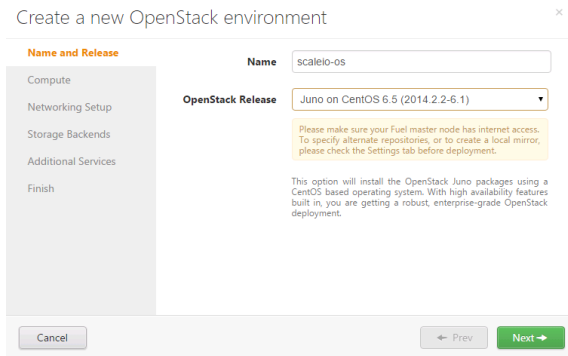 Create a new OpenStack environment
×
Name and Release
Name
scaleio-os
Compute
OpenStack Release
Juno on CentOS 6.5 (2014.2.2-6.1)
Networking Setup
Please make sure your Fuel master node has internet access.
To specify alternate repositories, or to create a local mirror,
please check the Settings tab before deployment.
Storage Backends
Additional Services
Finish
This option will install the OpenStack Juno packages using a
CentOS based operating system. With high availability features
built in, you are getting a robust, enterprise-grade OpenStack
deployment.
Cancel
← Prev
Next →